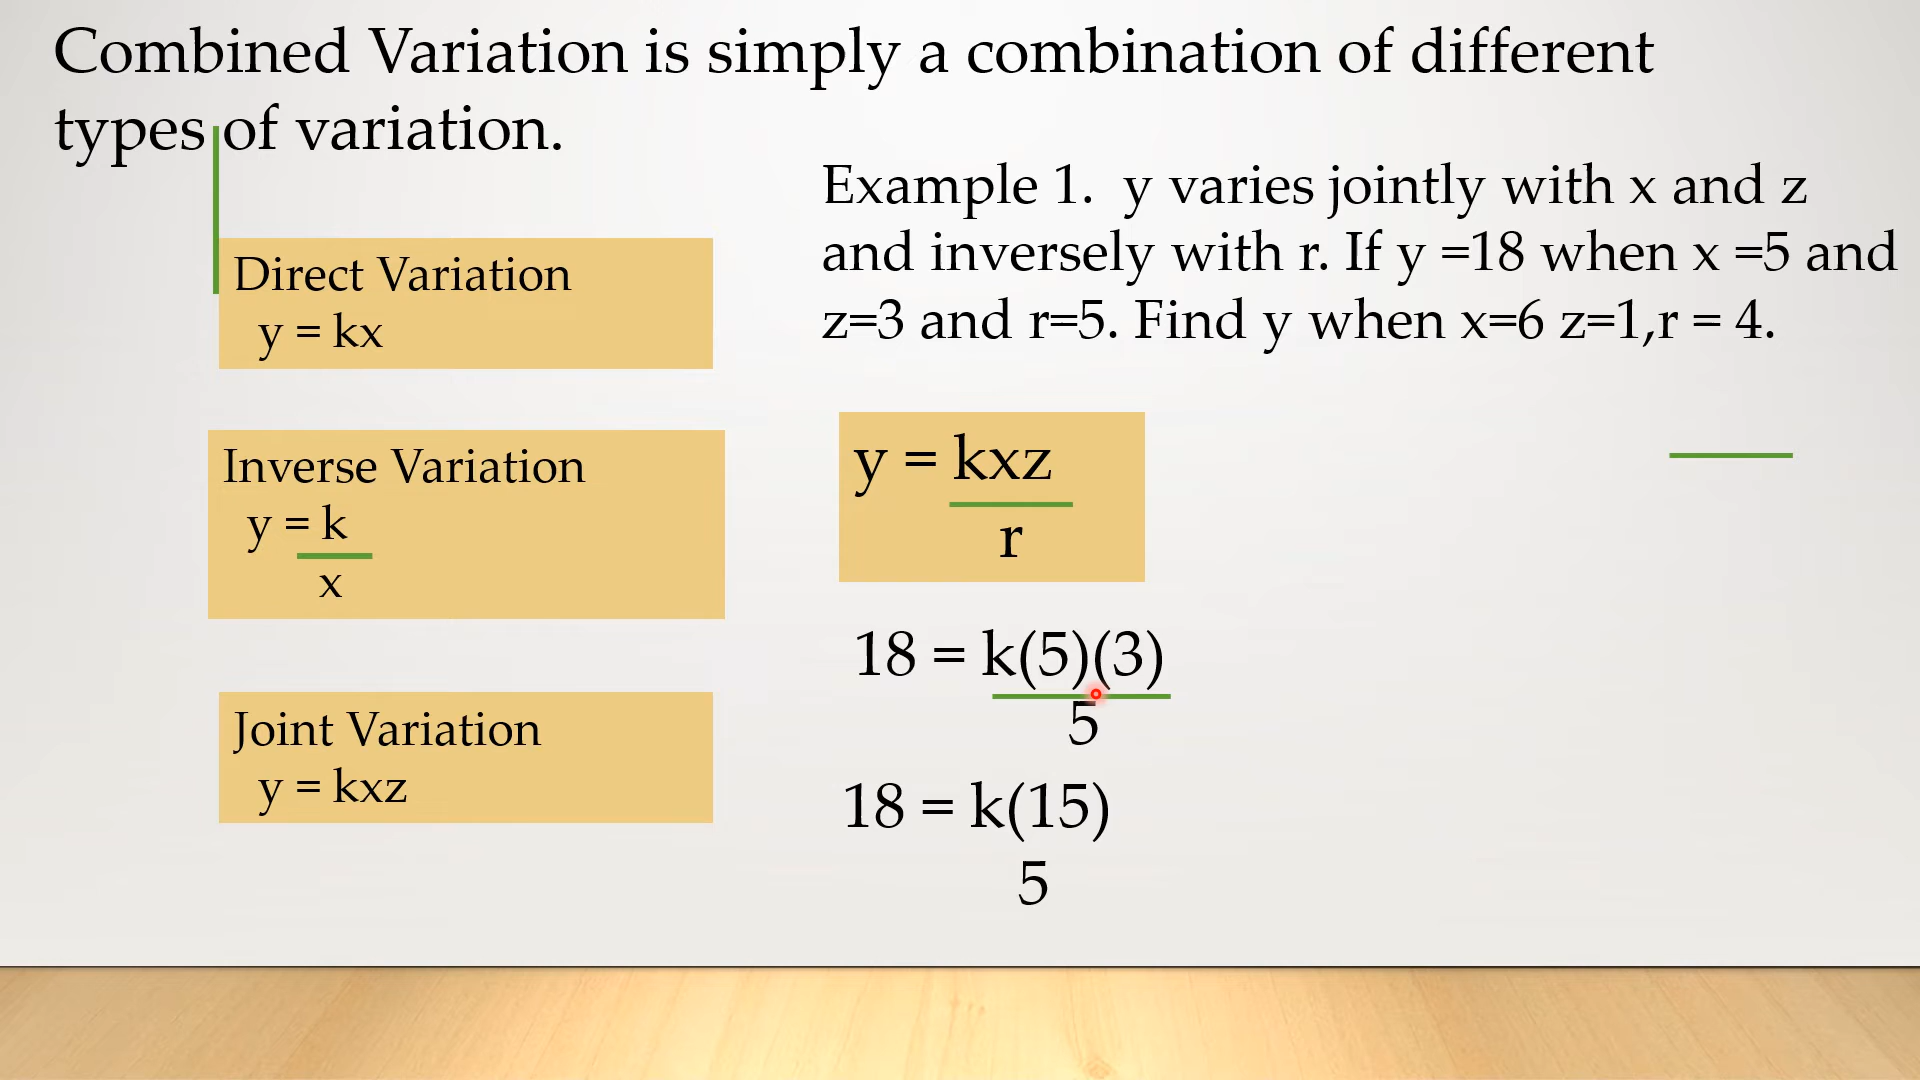 Combined Variation is simply a combination of different
types of variation.
Direct Variation
y = kx
Inverse Variation
y = k
x
Joint Variation
y = kxz
Example 1. y varies jointly with x and z
and inversely with r. If y =18 when x =5 and
z=3 and r=5. Find y when x=6 z=1,r = 4.
y = kxz
r
18 = k(5)(3)
5
18 = k(15)
5